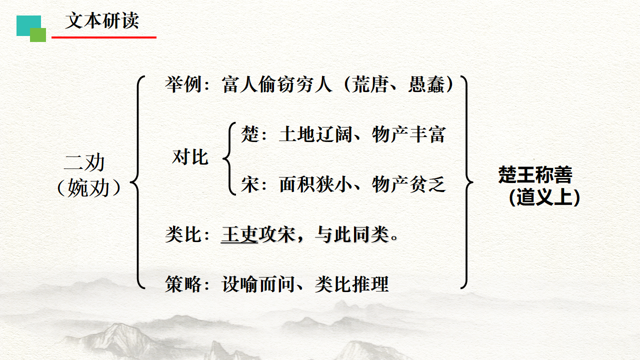 文本研读
二劝
（婉劝）
举例：富人偷窃穷人（荒唐、愚蠢）
对比
楚：土地辽阔、物产丰富
宋：面积狭小、物产贫乏
类比：王吏攻宋，与此同类。
策略：设喻而问、类比推理
楚王称善
（道义上）